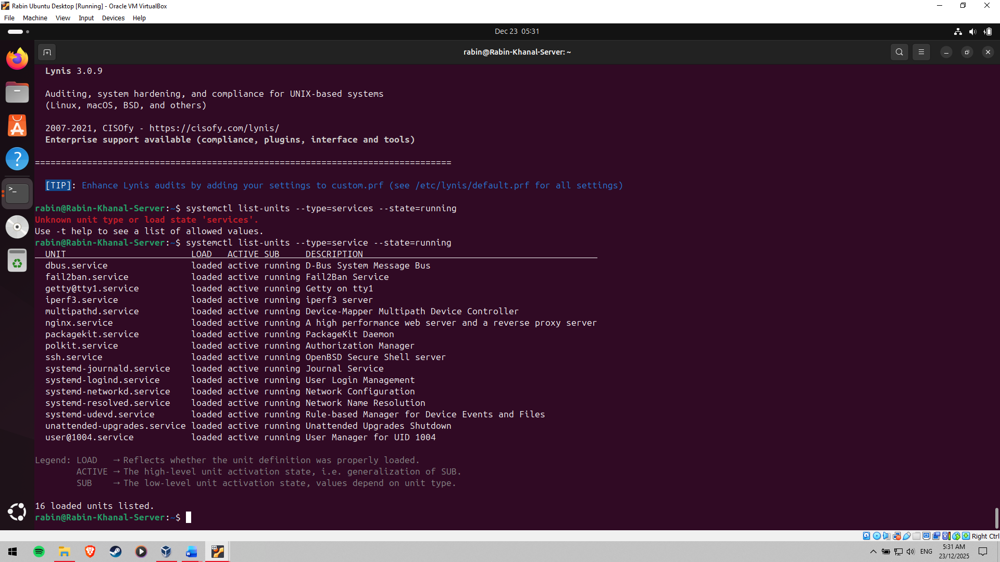 Rabin Ubuntu Desktop [Running] - Oracle VM VirtualBox
File Machine View Input Devices Help
Dec 23 05:31
rabin@Rabin-Khanal-Server: ~
Lynis 3.0.9
Auditing, system hardening, and compliance for UNIX-based systems
(Linux, macOS, BSD, and others)
2007-2021, CISOfy - https://cisofy.com/lynis/
Enterprise support available (compliance, plugins, interface and tools)
================================================================================
[TIP]: Enhance Lynis audits by adding your settings to custom.prf (see /etc/lynis/default.prf for all settings)
rabin@Rabin-Khanal-Server:~$ systemctl list-units --type=services --state=running
Unknown unit type or load state 'services'.
Use -t help to see a list of allowed values.
rabin@Rabin-Khanal-Server:~$ systemctl list-units --type=service --state=running
UNIT LOAD ACTIVE SUB DESCRIPTION
dbus.service loaded active running D-Bus System Message Bus
fail2ban.service loaded active running Fail2Ban Service
getty@tty1.service loaded active running Getty on tty1
iperf3.service loaded active running iperf3 server
multipathd.service loaded active running Device-Mapper Multipath Device Controller
nginx.service loaded active running A high performance web server and a reverse proxy server
packagekit.service loaded active running PackageKit Daemon
polkit.service loaded active running Authorization Manager
ssh.service loaded active running OpenBSD Secure Shell server
systemd-journald.service loaded active running Journal Service
systemd-logind.service loaded active running User Login Management
systemd-networkd.service loaded active running Network Configuration
systemd-resolved.service loaded active running Network Name Resolution
systemd-udevd.service loaded active running Rule-based Manager for Device Events and Files
unattended-upgrades.service loaded active running Unattended Upgrades Shutdown
user@1004.service loaded active running User Manager for UID 1004
Legend: LOAD → Reflects whether the unit definition was properly loaded.
ACTIVE → The high-level unit activation state, i.e. generalization of SUB.
SUB → The low-level unit activation state, values depend on unit type.
16 loaded units listed.
rabin@Rabin-Khanal-Server:~$
Right Ctrl
ENG
5:31 AM
23/12/2025